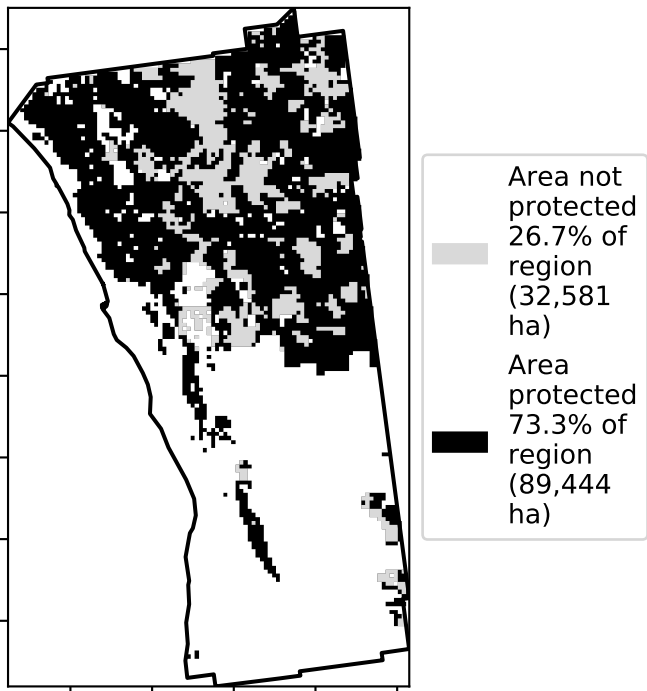 Area not
protected
26.7% of
region
(32,581
ha)
Area
protected
73.3% of
region
(89,444
ha)